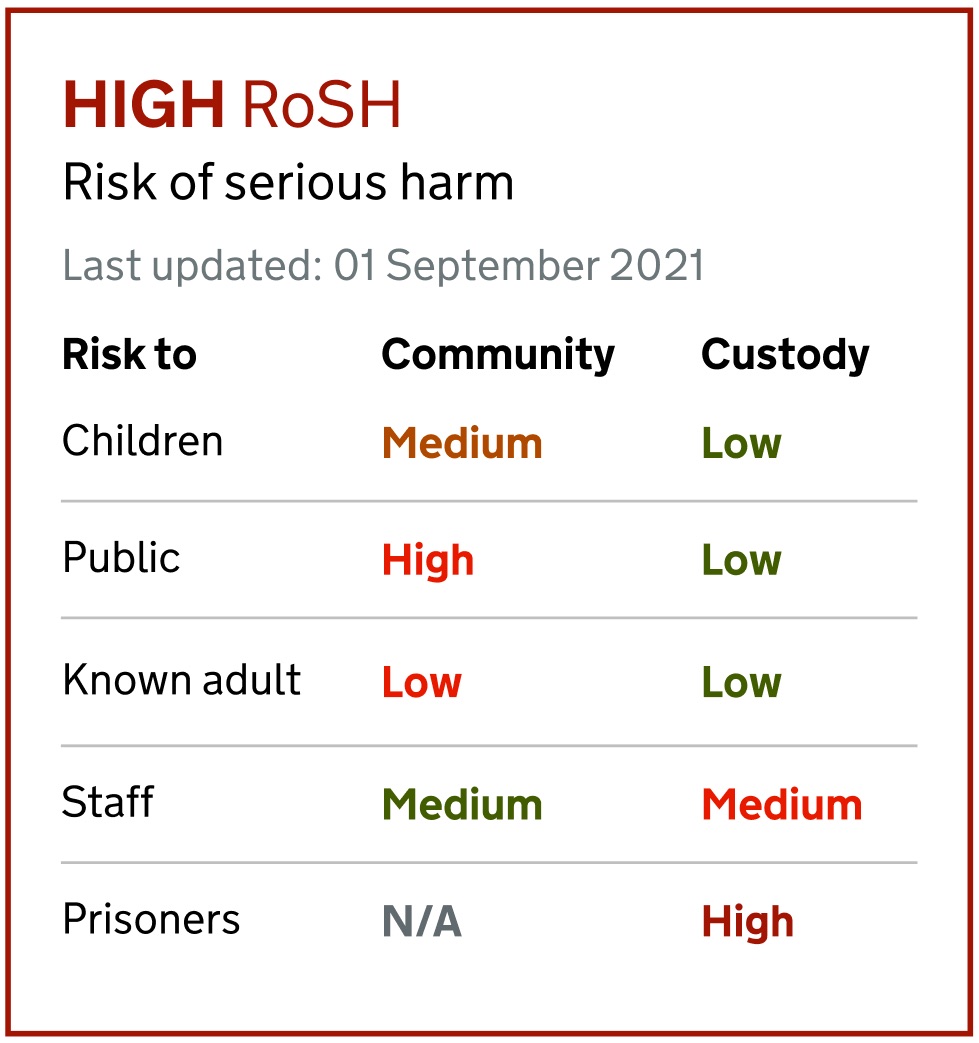 HIGH RoSH
Risk of serious harm
Last updated: 01 September 2021
Risk to Community Custody
Children Medium Low
Public High Low
Known adult Low Low
Staff Medium Medium
Prisoners N/A High